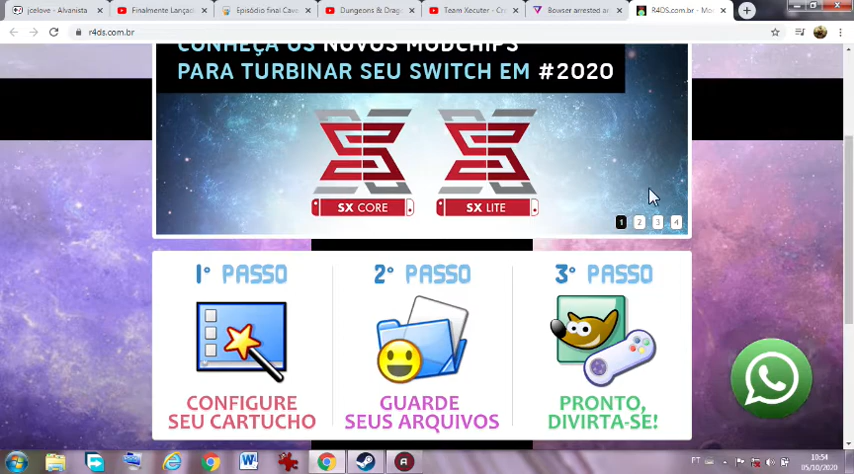 jcelove - Alvanista
Finalmente Lançad
Episódio final Cave
Dungeons & Drag
Team Xecuter - Cr
Bowser arrested ar
R4DS.com.br - Mo
r4ds.com.br
CONHEÇA OS NOVOS MODCHIPS
PARA TURBINAR SEU SWITCH EM #2020
SX CORE
SX LITE
1 2 3 4
1° PASSO
2° PASSO
3° PASSO
CONFIGURE
SEU CARTUCHO
GUARDE
SEUS ARQUIVOS
PRONTO,
DIVIRTA-SE!
PT
10:54
05/10/2020